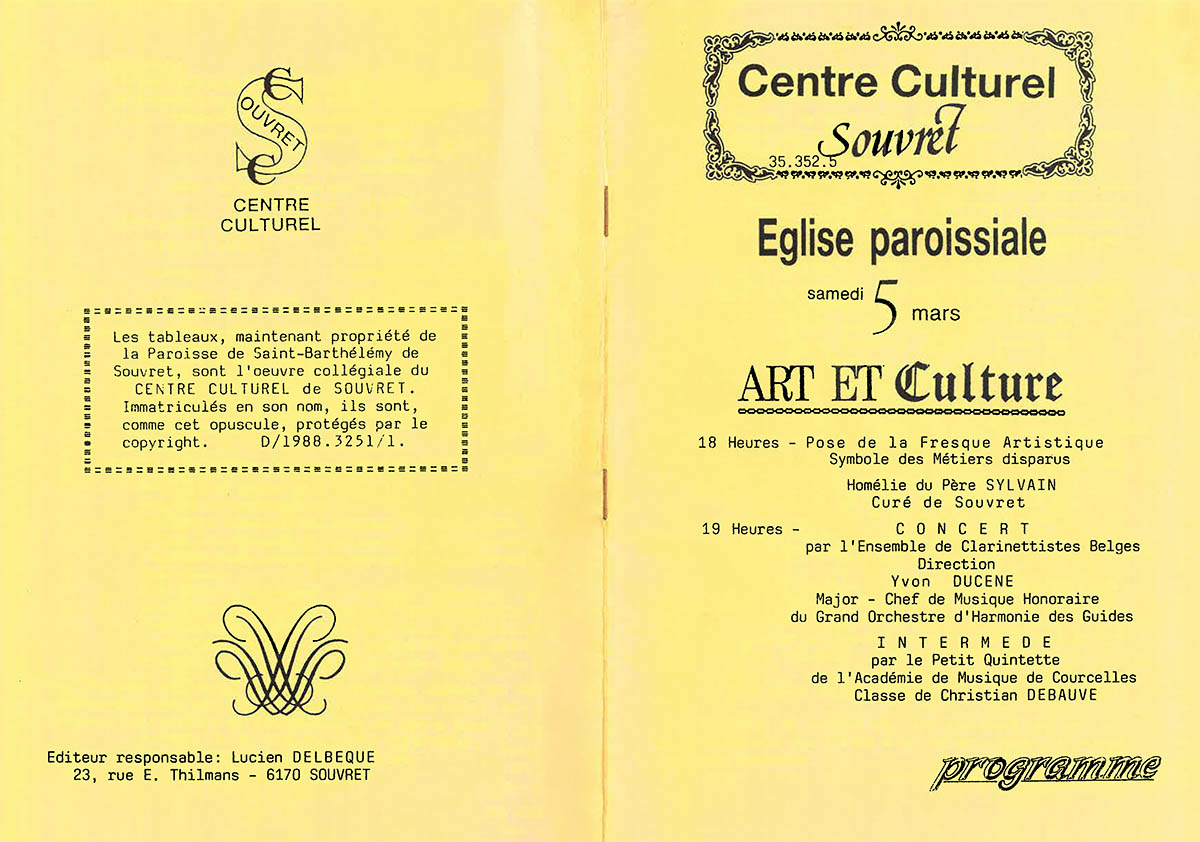 OUVRET
CENTRE
CULTUREL
Les tableaux, maintenant propriété de
la Paroisse de Saint-Barthélémy de
Souvret, sont l'oeuvre collégiale du
CENTRE CULTUREL de SOUVRET.
Immatriculés en son nom, ils sont,
comme cet opuscule, protégés par le
copyright. D/1988.3251/1.
Editeur responsable: Lucien DELBEQUE
23, rue E. Thilmans - 6170 SOUVRET
Centre Culturel
Souvret
35.352.5
Eglise paroissiale
samedi 5 mars
ART ET Culture
18 Heures - Pose de la Fresque Artistique
Symbole des Métiers disparus
Homélie du Père SYLVAIN
Curé de Souvret
19 Heures - CONCERT
par l'Ensemble de Clarinettistes Belges
Direction
Yvon DUCENE
Major - Chef de Musique Honoraire
du Grand Orchestre d'Harmonie des Guides
INTERMEDE
par le Petit Quintette
de l'Académie de Musique de Courcelles
Classe de Christian DEBAUVE
programme